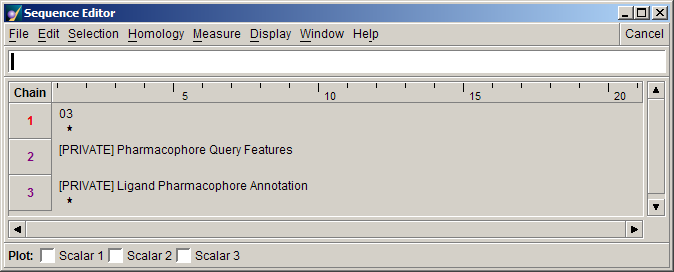 Sequence Editor
File Edit Selection Homology Measure Display Window Help Cancel
Chain 5 10 15 20
1 03
*
2 [PRIVATE] Pharmacophore Query Features
3 [PRIVATE] Ligand Pharmacophore Annotation
*
Plot: Scalar 1 Scalar 2 Scalar 3